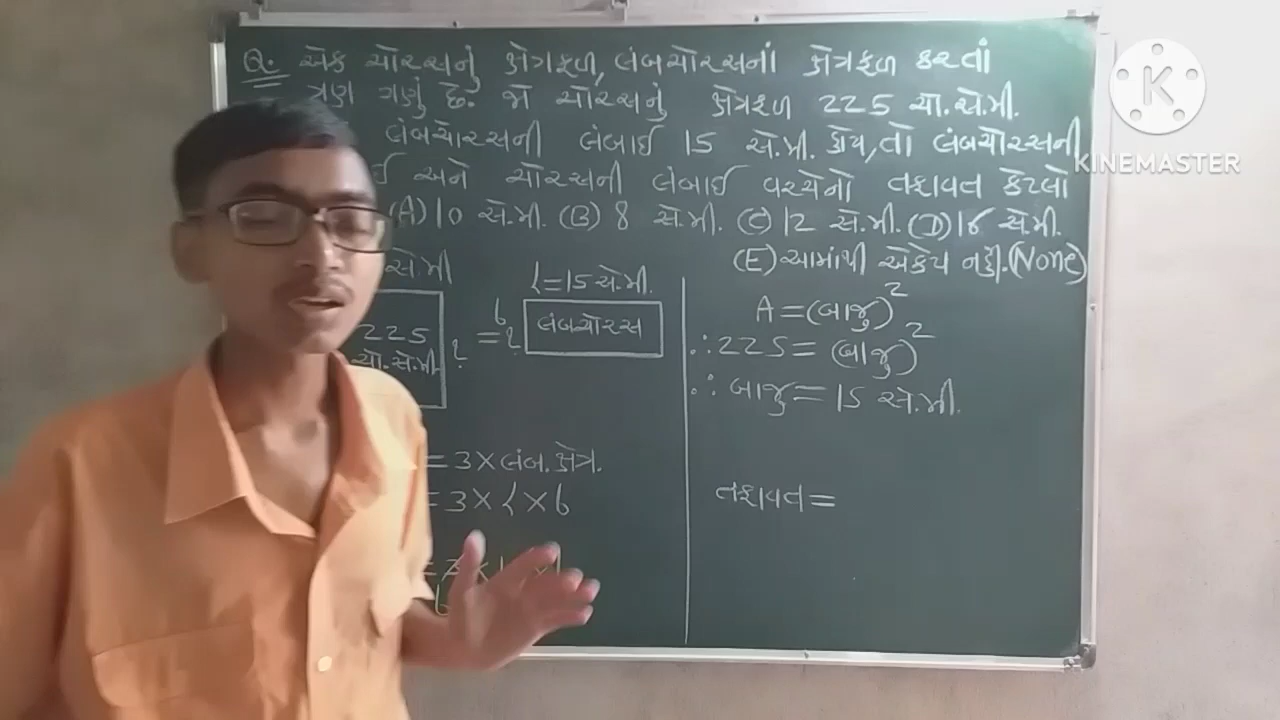 Q. એક ચોરસનું ક્ષેત્રફળ, લંબચોરસનાં ક્ષેત્રફળ કરતાં
ત્રણ ગણું છે. જો ચોરસનું ક્ષેત્રફળ 225 ચો.સે.મી.
લંબચોરસની લંબાઈ 15 સે.મી. હોય, તો લંબચોરસની
ઈ અને ચોરસની લંબાઈ વચ્ચેનો તફાવત કેટલો
(A) 10 સે.મી. (B) 8 સે.મી. (C) 12 સે.મી. (D) 16 સે.મી.
(E) આમાંથી એકેય નહીં. (None)
સે.મી
l = 15 સે.મી.
225
ચો.સે.મી. ?
b = ?
લંબચોરસ
= 3 × લંબ. ક્ષેત્ર.
= 3 × l × b
A = (બાજુ)²
∴ 225 = (બાજુ)²
∴ બાજુ = 15 સે.મી.
તફાવત =
KINEMASTER